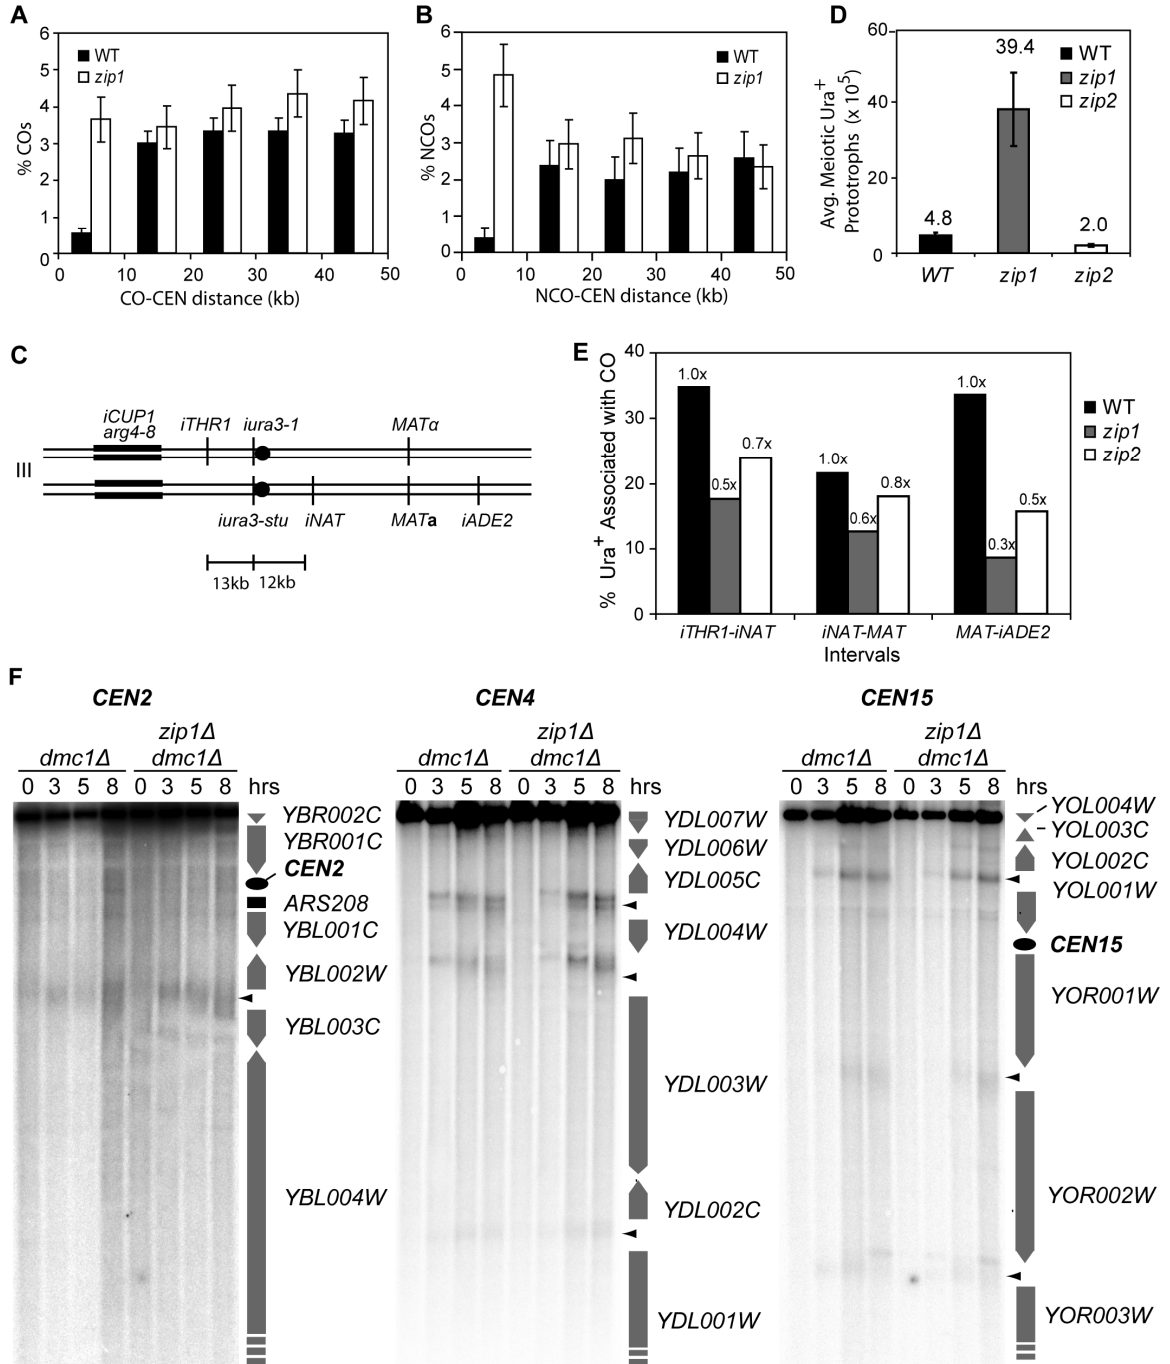 A
6
5
4
3
2
1
0
% COs
WT
zip1
0 10 20 30 40 50
CO-CEN distance (kb)
B
6
5
4
3
2
1
0
% NCOs
WT
zip1
0 10 20 30 40 50
NCO-CEN distance (kb)
D
60
40
20
0
Avg. Meiotic Ura+
Prototrophs (x 10^5)
4.8
39.4
2.0
WT
zip1
zip2
WT zip1 zip2
C
iCUP1
arg4-8
iTHR1 iura3-1 MATα
III
iura3-stu iNAT MATa iADE2
13kb 12kb
E
40
30
20
10
0
% Ura+ Associated with CO
1.0x
0.5x
0.7x
1.0x
0.6x
0.8x
1.0x
0.3x
0.5x
WT
zip1
zip2
iTHR1-iNAT iNAT-MAT MAT-iADE2
Intervals
F
CEN2
zip1Δ
dmc1Δ dmc1Δ
0 3 5 8 0 3 5 8 hrs
YBR002C
YBR001C
CEN2
ARS208
YBL001C
YBL002W
YBL003C
YBL004W
CEN4
zip1Δ
dmc1Δ dmc1Δ
0 3 5 8 0 3 5 8 hrs
YDL007W
YDL006W
YDL005C
YDL004W
YDL003W
YDL002C
YDL001W
CEN15
zip1Δ
dmc1Δ dmc1Δ
0 3 5 8 0 3 5 8 hrs
YOL004W
YOL003C
YOL002C
YOL001W
CEN15
YOR001W
YOR002W
YOR003W